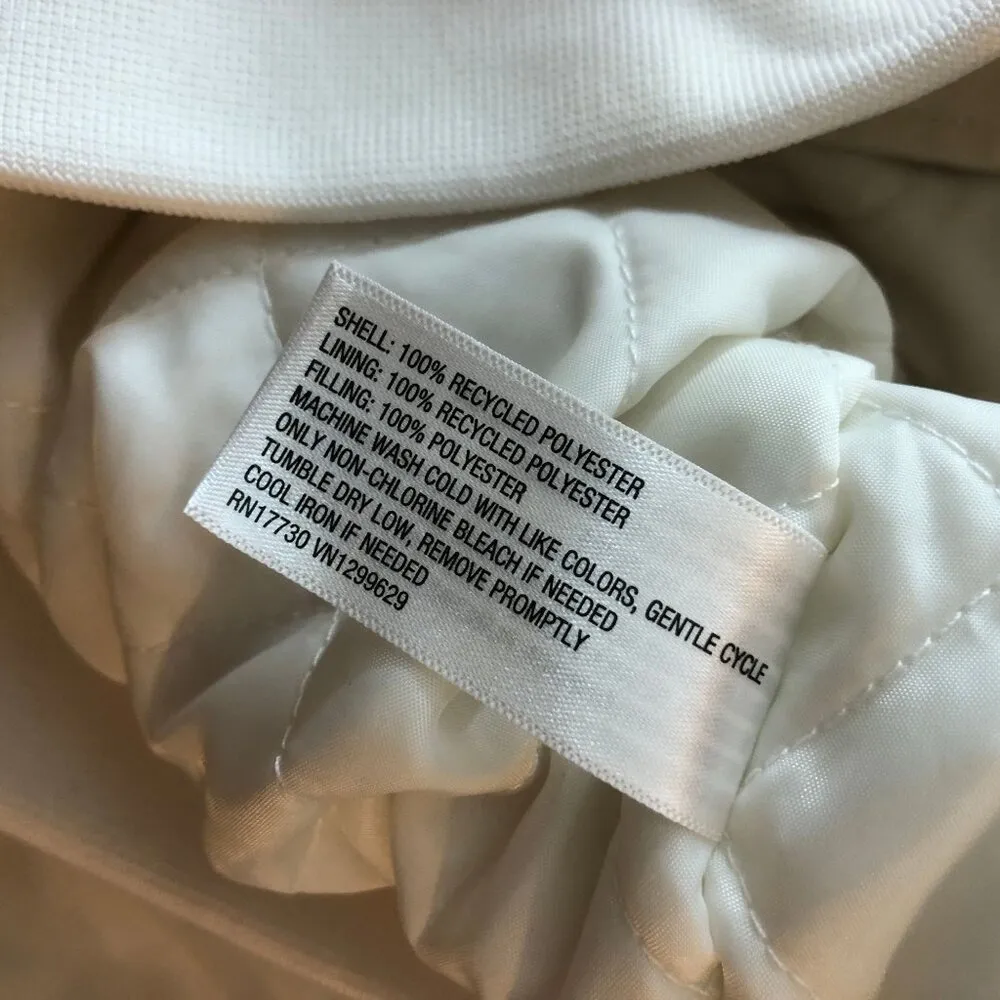 SHELL: 100% RECYCLED POLYESTER
LINING: 100% RECYCLED POLYESTER
FILLING: 100% POLYESTER
MACHINE WASH COLD WITH LIKE COLORS, GENTLE CYCLE
ONLY NON-CHLORINE BLEACH IF NEEDED
TUMBLE DRY LOW, REMOVE PROMPTLY
COOL IRON IF NEEDED
RN17730 VN1299629